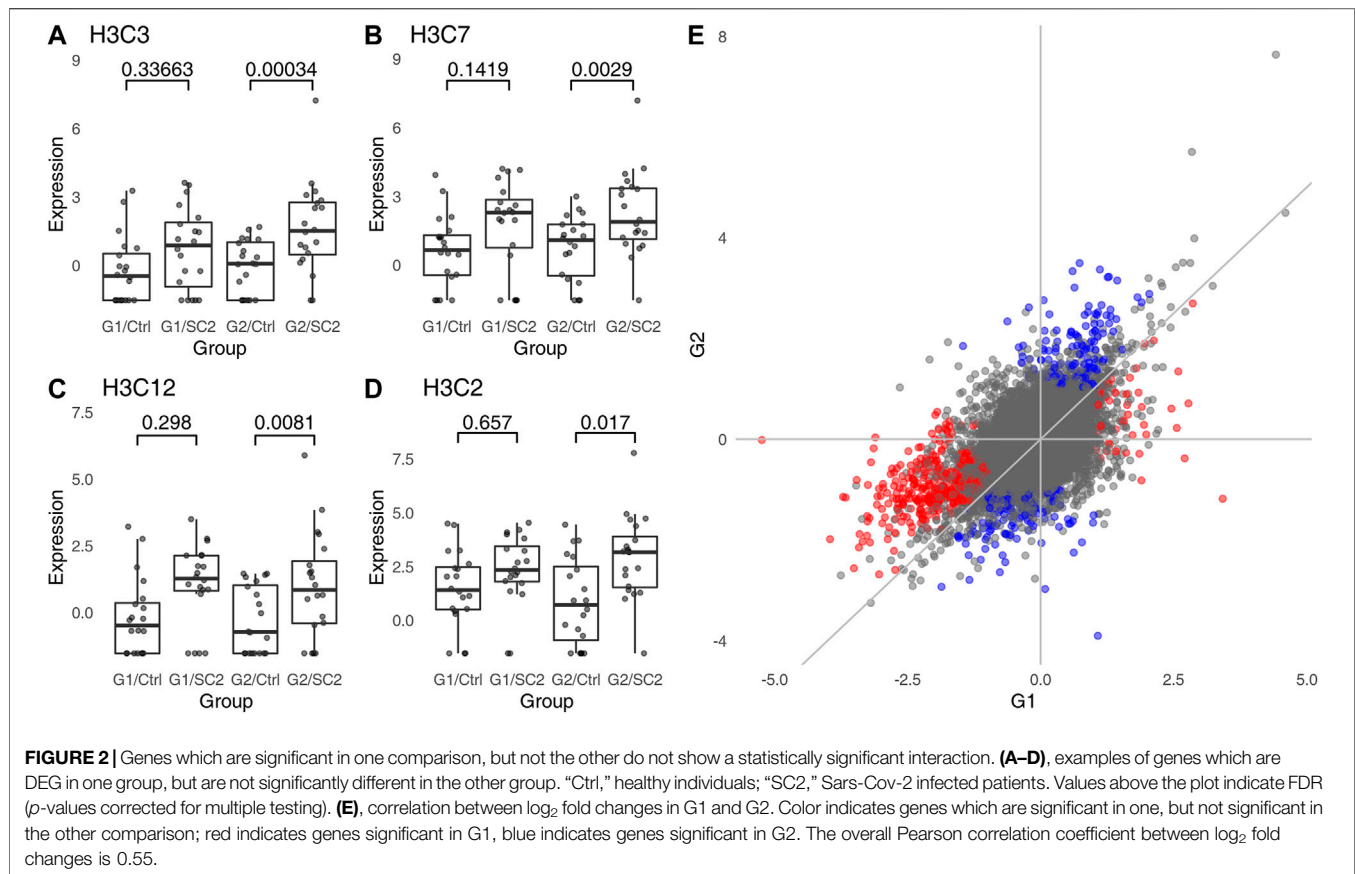 A H3C3
9
6
3
0
Expression
0.33663
0.00034
G1/Ctrl G1/SC2 G2/Ctrl G2/SC2
Group
B H3C7
9
6
3
0
Expression
0.1419
0.0029
G1/Ctrl G1/SC2 G2/Ctrl G2/SC2
Group
C H3C12
7.5
5.0
2.5
0.0
Expression
0.298
0.0081
G1/Ctrl G1/SC2 G2/Ctrl G2/SC2
Group
D H3C2
7.5
5.0
2.5
0.0
Expression
0.657
0.017
G1/Ctrl G1/SC2 G2/Ctrl G2/SC2
Group
E
8
4
0
-4
G2
-5.0 -2.5 0.0 2.5 5.0
G1
FIGURE 2 | Genes which are significant in one comparison, but not the other do not show a statistically significant interaction. (A–D), examples of genes which are
DEG in one group, but are not significantly different in the other group. “Ctrl,” healthy individuals; “SC2,” Sars-Cov-2 infected patients. Values above the plot indicate FDR
(p-values corrected for multiple testing). (E), correlation between log2 fold changes in G1 and G2. Color indicates genes which are significant in one, but not significant in
the other comparison; red indicates genes significant in G1, blue indicates genes significant in G2. The overall Pearson correlation coefficient between log2 fold
changes is 0.55.